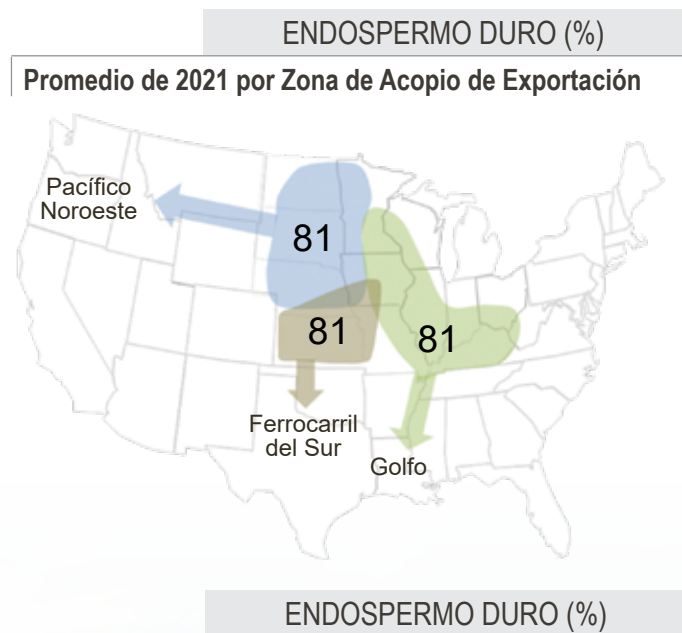 ENDOSPERMO DURO (%)
Promedio de 2021 por Zona de Acopio de Exportación
Pacífico
Noroeste
81
81
81
Ferrocarril
del Sur
Golfo
ENDOSPERMO DURO (%)